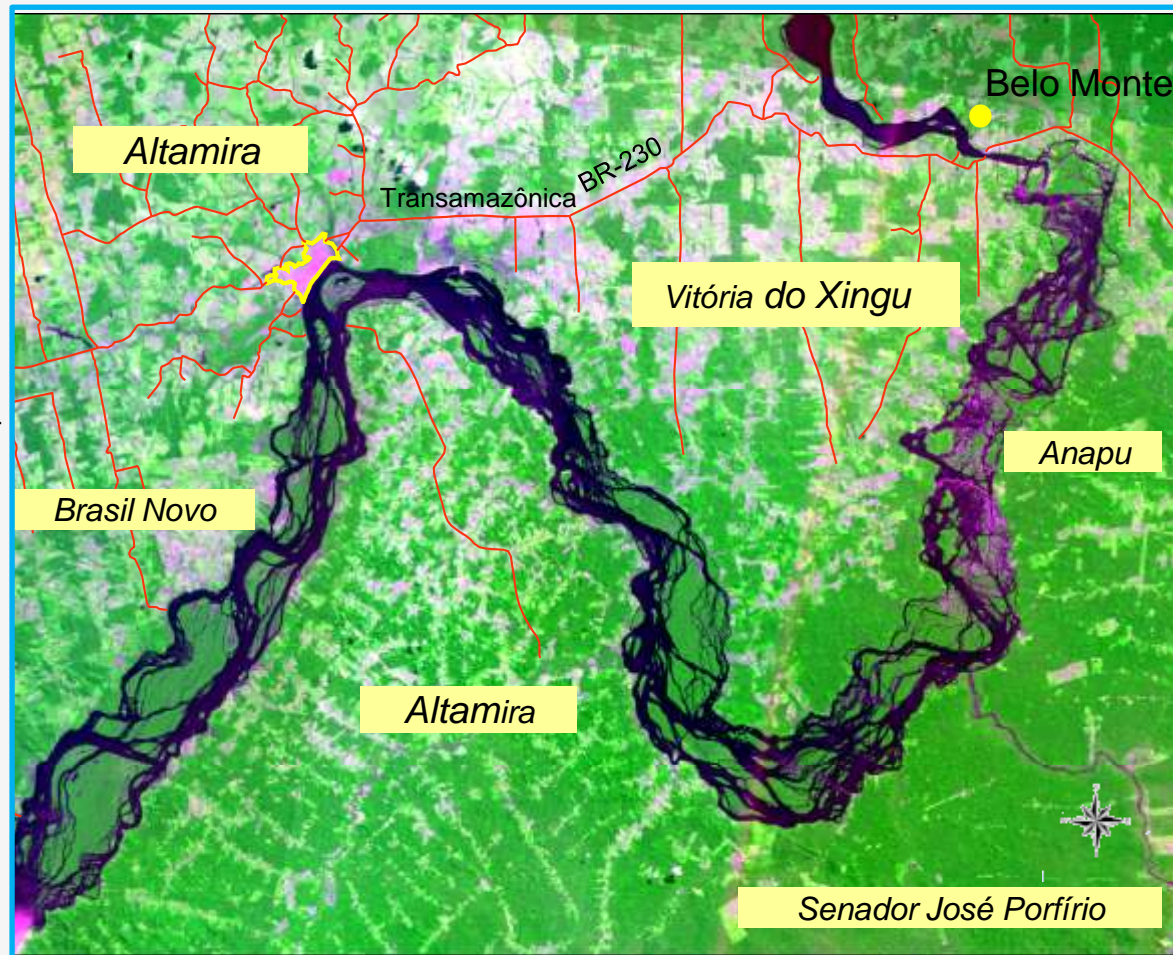 Belo Monte
Altamira
BR-230
Transamazônica
Vitória do Xingu
Anapu
Brasil Novo
Altamira
Senador José Porfírio